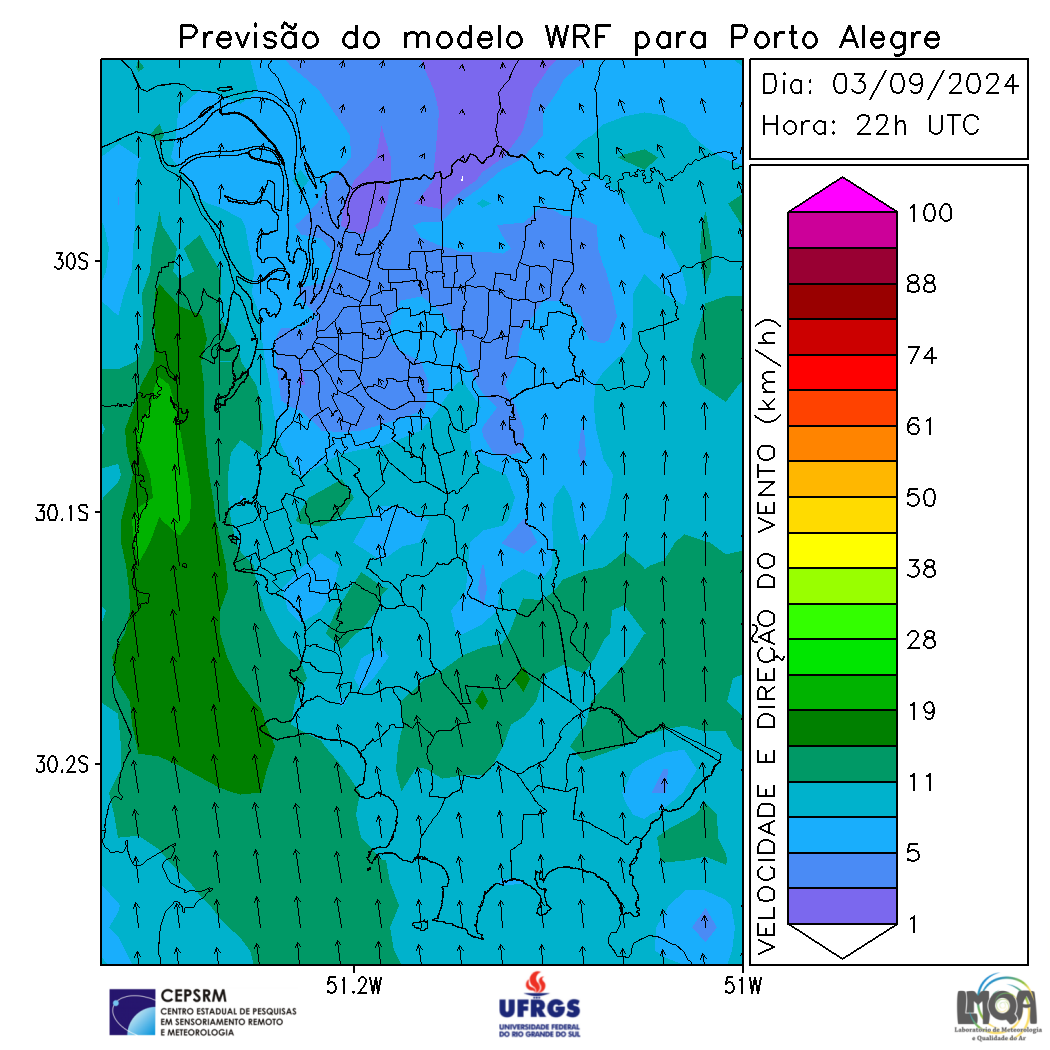 Previsão do modelo WRF para Porto Alegre
Dia: 03/09/2024
Hora: 22h UTC
30S
30.1S
30.2S
51.2W
51W
VELOCIDADE E DIREÇÃO DO VENTO (km/h)
100
88
74
61
50
38
28
19
11
5
1
CEPSRM
CENTRO ESTADUAL DE PESQUISAS
EM SENSORIAMENTO REMOTO
E METEOROLOGIA
UFRGS
UNIVERSIDADE FEDERAL
DO RIO GRANDE DO SUL
LMQA
Laboratório de Meteorologia
e Qualidade do Ar